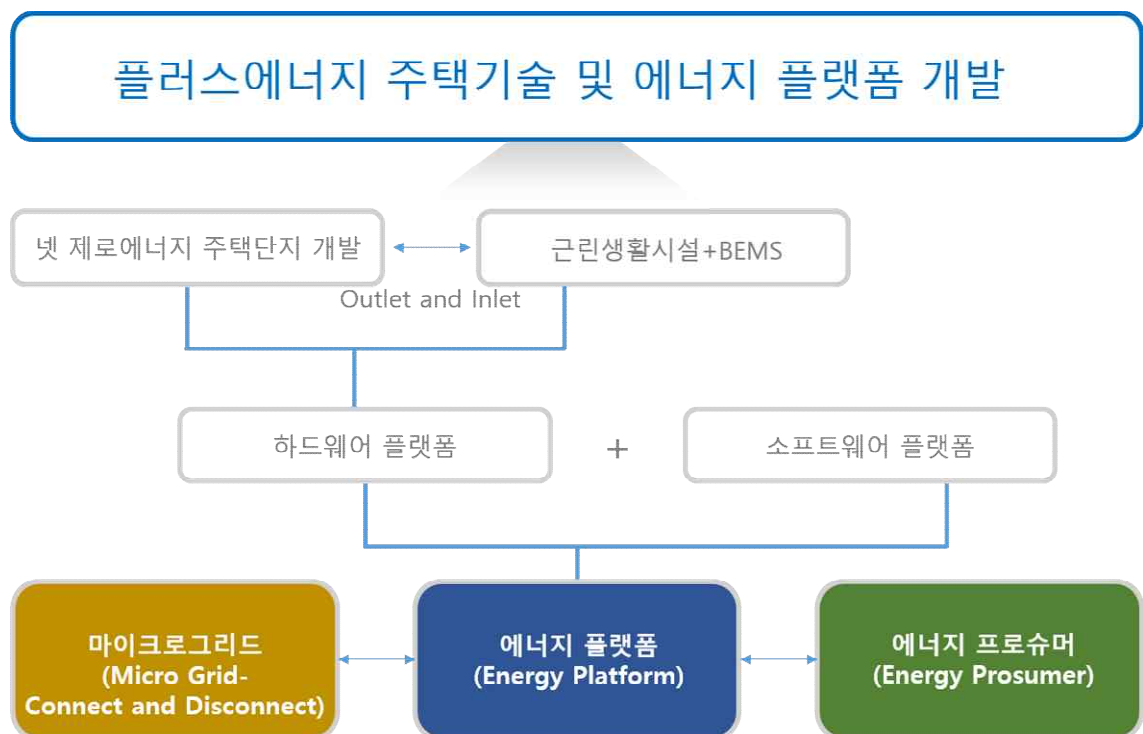 플러스에너지 주택기술 및 에너지 플랫폼 개발
넷 제로에너지 주택단지 개발
근린생활시설+BEMS
Outlet and Inlet
하드웨어 플랫폼
+
소프트웨어 플랫폼
마이크로그리드
(Micro Grid-
Connect and Disconnect)
에너지 플랫폼
(Energy Platform)
에너지 프로슈머
(Energy Prosumer)